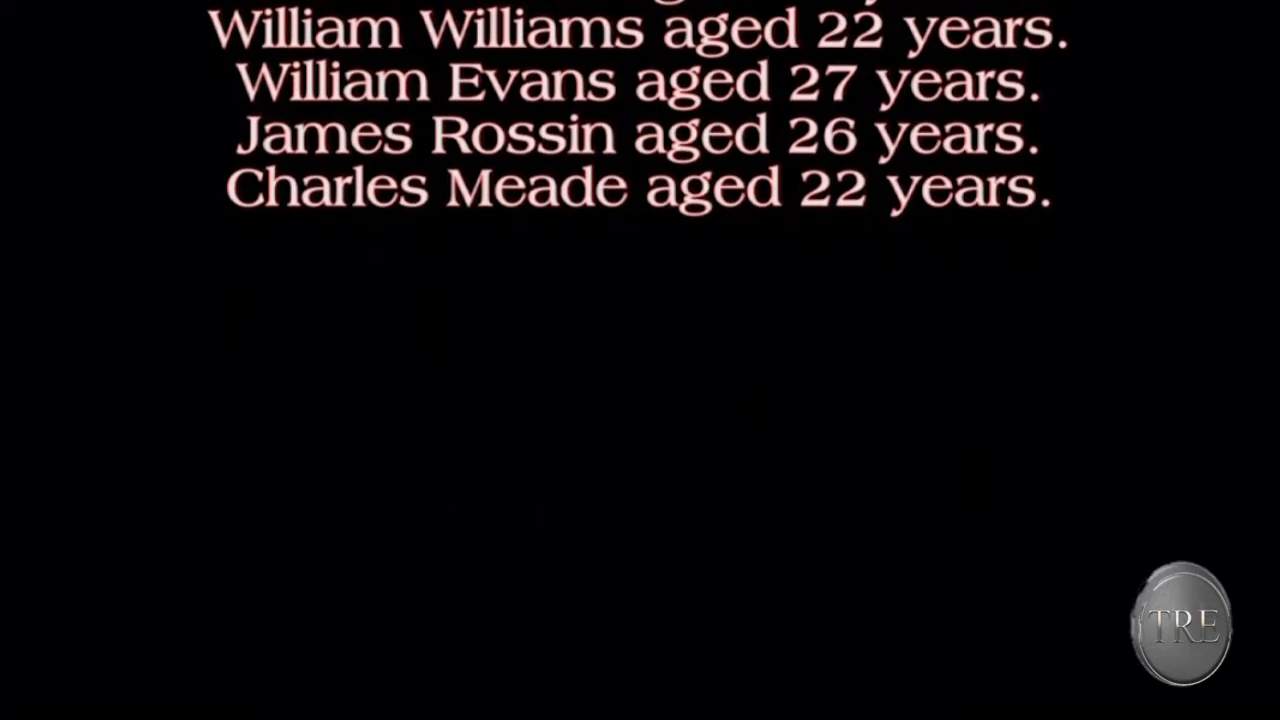 William Williams aged 22 years.
William Evans aged 27 years.
James Rossin aged 26 years.
Charles Meade aged 22 years.
TRE